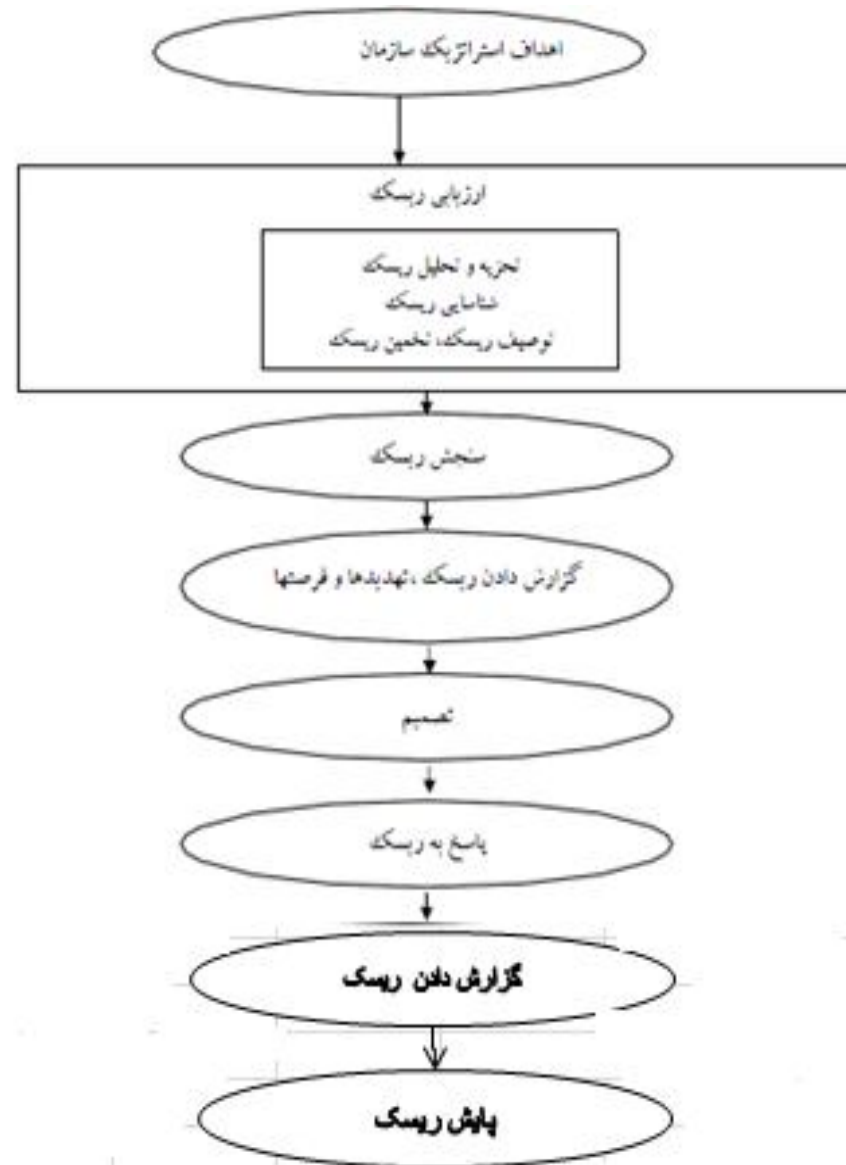 اهداف استراتژیک سازمان
ارزیابی ریسک
تجزیه و تحلیل ریسک
شناسایی ریسک
توصیف ریسک، تخمین ریسک
سنجش ریسک
گزارش دادن ریسک ،تهدیدها و فرصتها
تصمیم
پاسخ به ریسک
گزارش دادن ریسک
پایش ریسک